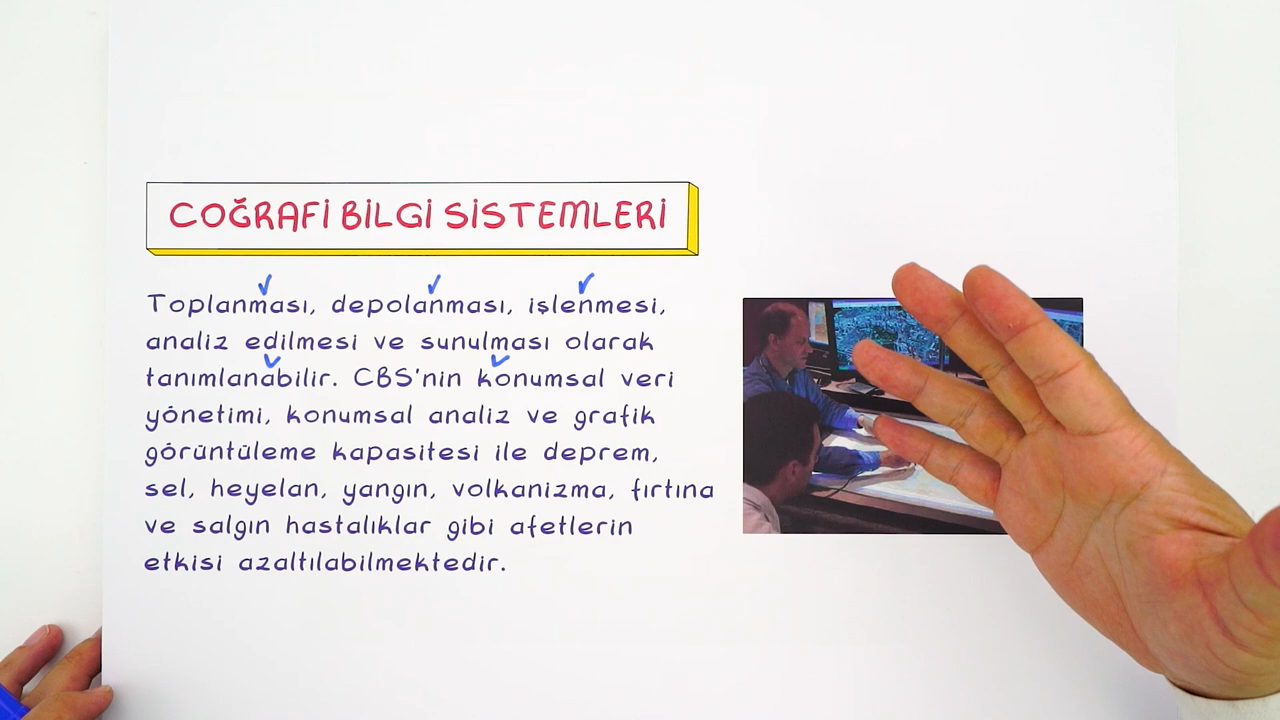 COĞRAFİ BİLGİ SİSTEMLERİ
Toplanması, depolanması, işlenmesi,
analiz edilmesi ve sunulması olarak
tanımlanabilir. CBS'nin konumsal veri
yönetimi, konumsal analiz ve grafik
görüntüleme kapasitesi ile deprem,
sel, heyelan, yangın, volkanizma, fırtına
ve salgın hastalıklar gibi afetlerin
etkisi azaltılabilmektedir.